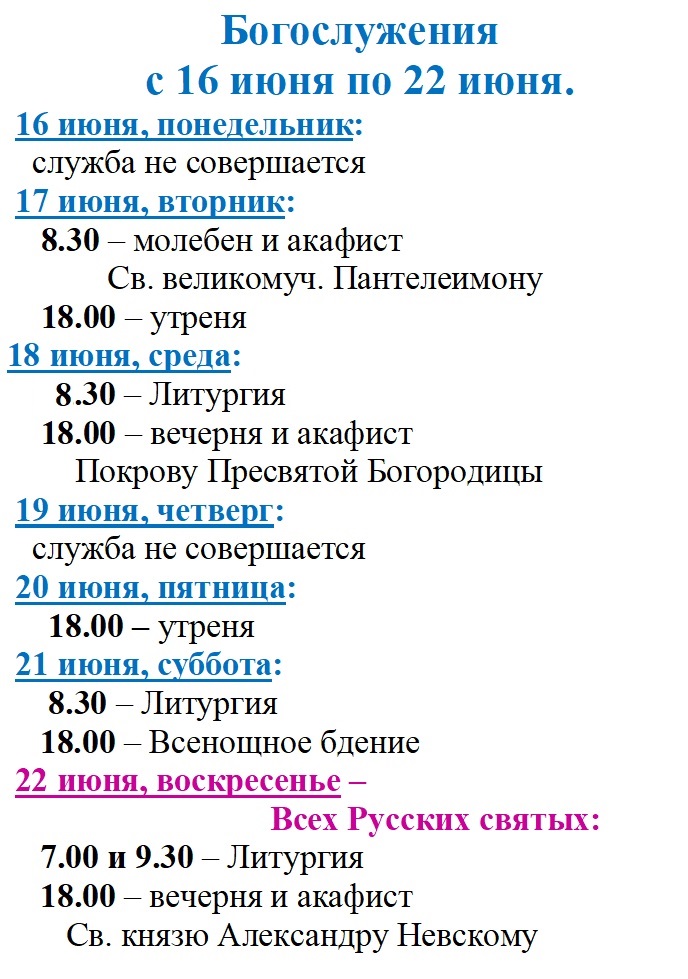 Богослужения
с 16 июня по 22 июня.
16 июня, понедельник:
служба не совершается
17 июня, вторник:
8.30 – молебен и акафист
Св. великомуч. Пантелеимону
18.00 – утреня
18 июня, среда:
8.30 – Литургия
18.00 – вечерня и акафист
Покрову Пресвятой Богородицы
19 июня, четверг:
служба не совершается
20 июня, пятница:
18.00 – утреня
21 июня, суббота:
8.30 – Литургия
18.00 – Всенощное бдение
22 июня, воскресенье –
Всех Русских святых:
7.00 и 9.30 – Литургия
18.00 – вечерня и акафист
Св. князю Александру Невскому